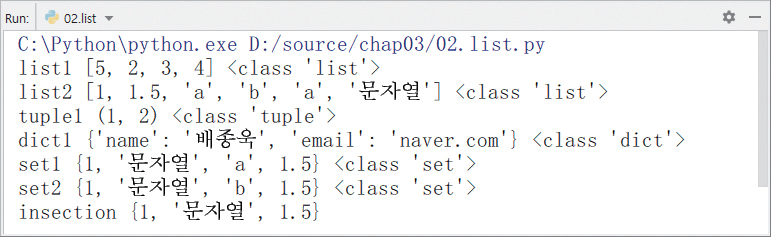 Run: 02.list
C:\Python\python.exe D:/source/chap03/02.list.py
list1 [5, 2, 3, 4] <class 'list'>
list2 [1, 1.5, 'a', 'b', 'a', '문자열'] <class 'list'>
tuple1 (1, 2) <class 'tuple'>
dict1 {'name': '배종욱', 'email': 'naver.com'} <class 'dict'>
set1 {1, '문자열', 'a', 1.5} <class 'set'>
set2 {1, '문자열', 'b', 1.5} <class 'set'>
insection {1, '문자열', 1.5}